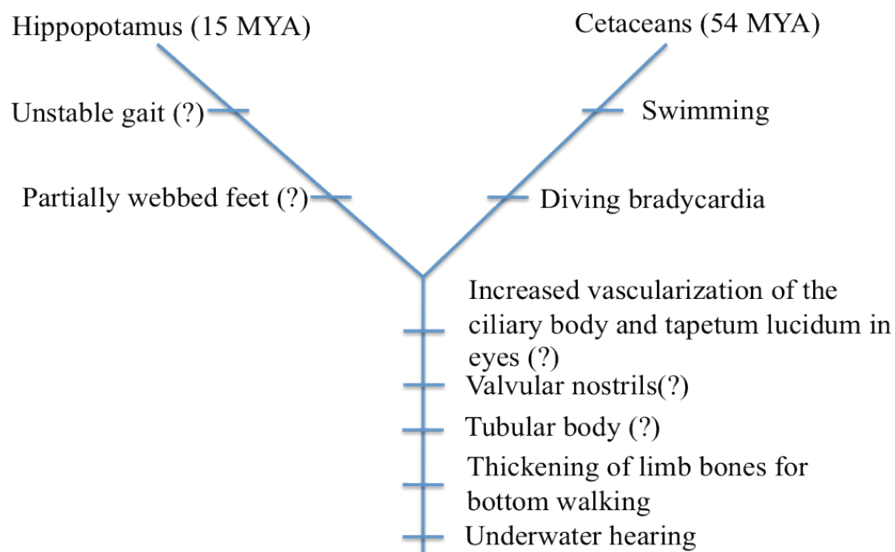 Hippopotamus (15 MYA)
Cetaceans (54 MYA)
Unstable gait (?)
Swimming
Partially webbed feet (?)
Diving bradycardia
Increased vascularization of the
ciliary body and tapetum lucidum in
eyes (?)
Valvular nostrils(?)
Tubular body (?)
Thickening of limb bones for
bottom walking
Underwater hearing